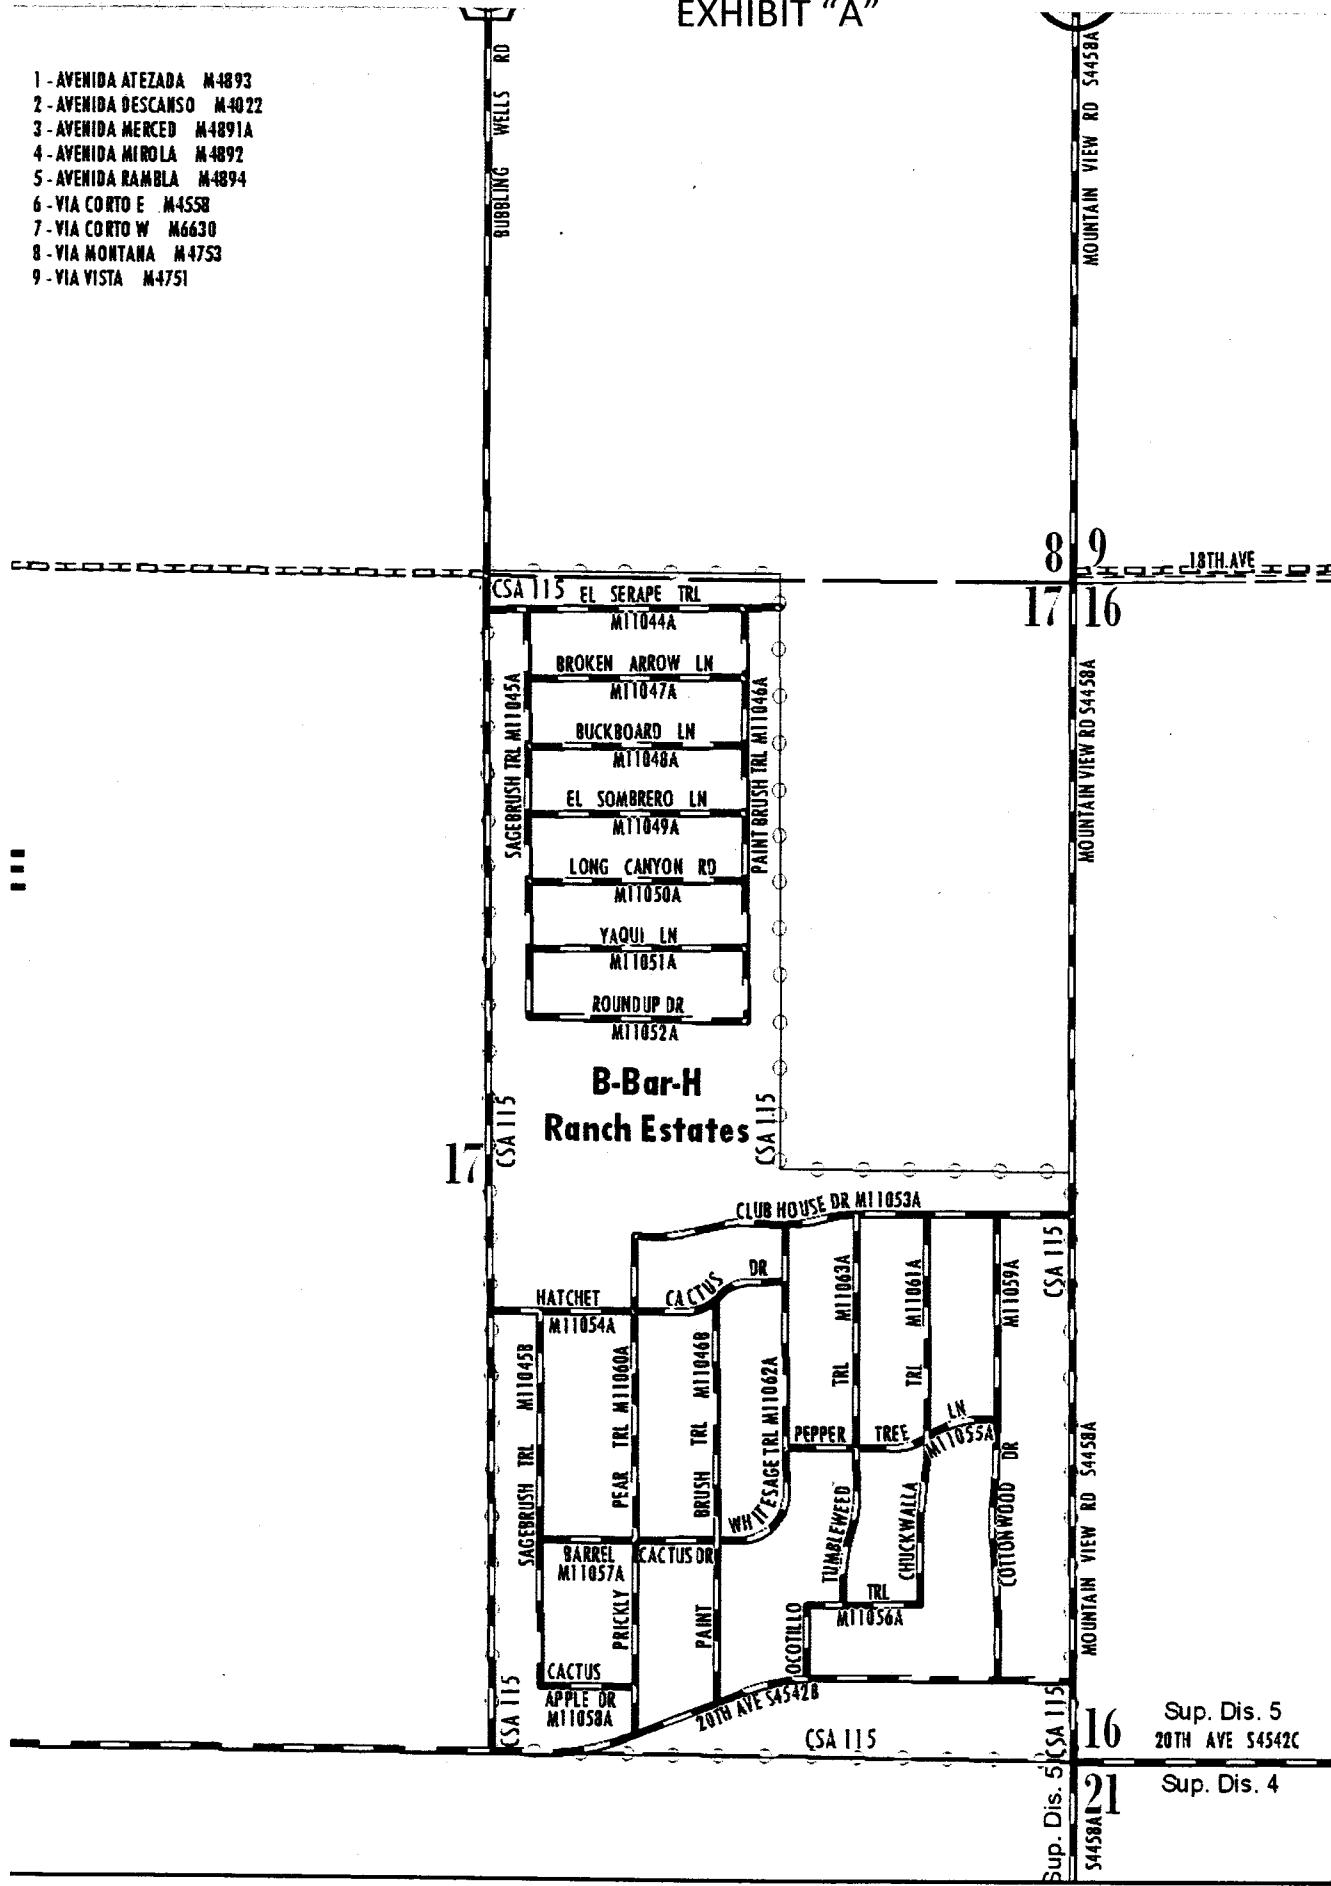 EXHIBIT "A"
1 - AVENIDA ATEZADA M4893
2 - AVENIDA DESCANSO M4022
3 - AVENIDA MERCED M4891A
4 - AVENIDA MIROLA M4892
5 - AVENIDA RAMBLA M4894
6 - VIA CORTO E M4558
7 - VIA CORTO W M6630
8 - VIA MONTANA M4753
9 - VIA VISTA M4751
BUBBLING WELLS RD
MOUNTAIN VIEW RD S4458A
8 9
18TH AVE
17 16
CSA 115
EL SERAPE TRL
M11044A
BROKEN ARROW LN
M11047A
SAGEBRUSH TRL M11045A
PAINT BRUSH TRL M11046A
MOUNTAIN VIEW RD S4458A
BUCKBOARD LN
M11048A
EL SOMBRERO LN
M11049A
LONG CANYON RD
M11050A
YAQUI LN
M11051A
ROUNDUP DR
M11052A
B-Bar-H
Ranch Estates
CSA 115
CSA 115
17
CLUB HOUSE DR M11053A
CSA 115
HATCHET CACTUS DR
M11054A
SAGEBRUSH TRL M11045B
PRICKLY PEAR TRL M11060A
PAINT BRUSH TRL M11046B
WHITESAGE TRL M11062A
TUMBLEWEED TRL M11063A
CHUCKWALLA TRL M11061A
COTTONWOOD DR M11059A
PEPPER TREE LN
M11055A
MOUNTAIN VIEW RD S4458A
BARREL CACTUS DR
M11057A
OCOTILLO TRL
M11056A
CACTUS
APPLE DR
M11058A
20TH AVE S4542B
CSA 115
CSA 115
CSA 115
16
Sup. Dis. 5
20TH AVE S4542C
Sup. Dis. 4
Sup. Dis. 5
21
S4458A